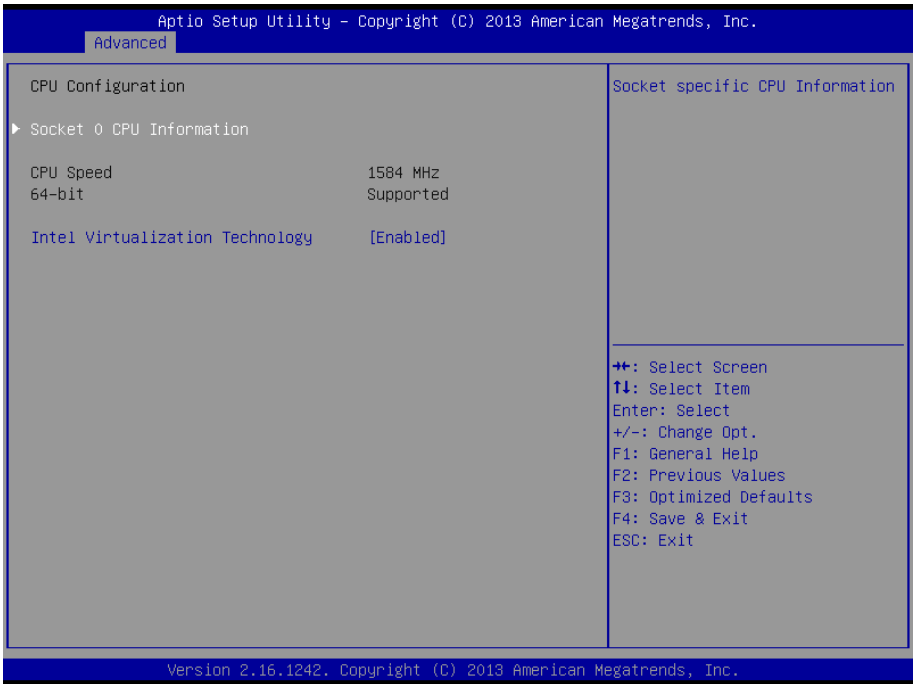 Aptio Setup Utility – Copyright (C) 2013 American Megatrends, Inc.
Advanced
CPU Configuration
Socket 0 CPU Information
CPU Speed 1584 MHz
64-bit Supported
Intel Virtualization Technology [Enabled]
Socket specific CPU Information
→←: Select Screen
↑↓: Select Item
Enter: Select
+/-: Change Opt.
F1: General Help
F2: Previous Values
F3: Optimized Defaults
F4: Save & Exit
ESC: Exit
Version 2.16.1242. Copyright (C) 2013 American Megatrends, Inc.